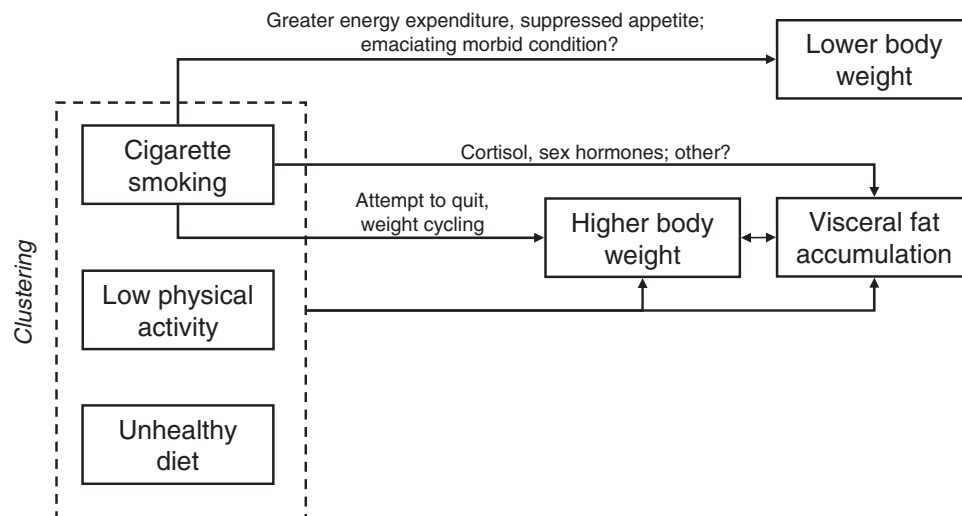 Greater energy expenditure, suppressed appetite;
emaciating morbid condition?
Lower body
weight
Cigarette
smoking
Cortisol, sex hormones; other?
Attempt to quit,
weight cycling
Higher body
weight
Visceral fat
accumulation
Clustering
Low physical
activity
Unhealthy
diet